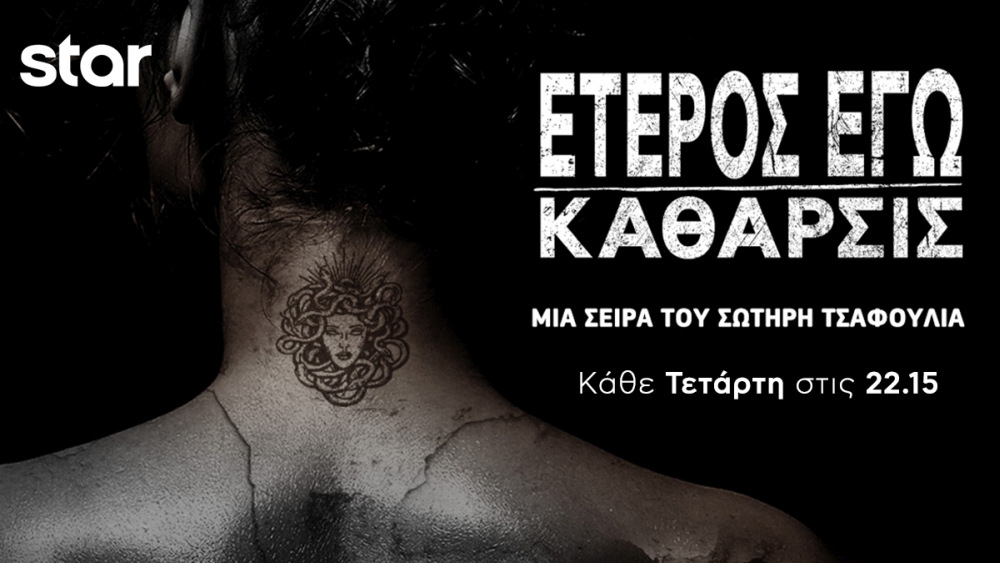 star
ΕΤΕΡΟΣ ΕΓΩ
ΚΑΘΑΡΣΙΣ
ΜΙΑ ΣΕΙΡΑ ΤΟΥ ΣΩΤΗΡΗ ΤΣΑΦΟΥΛΙΑ
Κάθε Τετάρτη στις 22.15